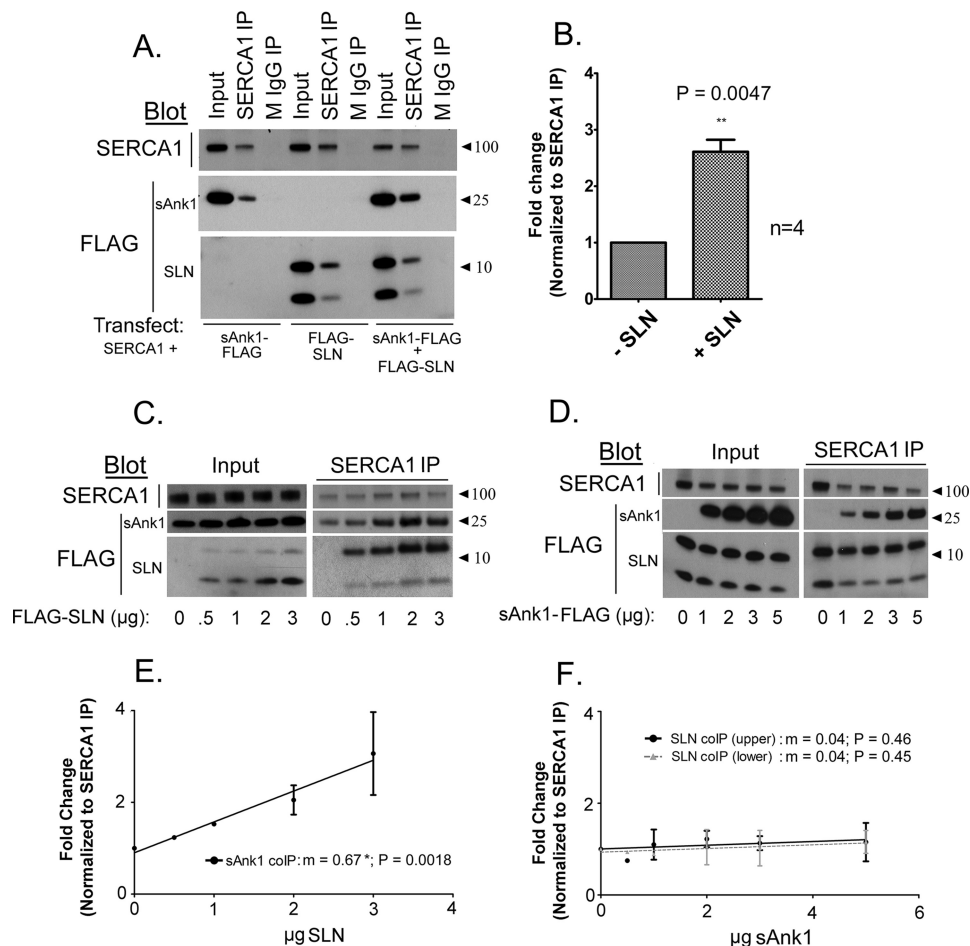 A.
Input
SERCA1 IP
M IgG IP
Input
SERCA1 IP
M IgG IP
Input
SERCA1 IP
M IgG IP
Blot
SERCA1
◄100
FLAG
sAnk1
◄25
SLN
◄10
Transfect:
SERCA1 +
sAnk1-
FLAG
FLAG-
SLN
sAnk1-FLAG
+
FLAG-SLN
B.
Fold change
(Normalized to SERCA1 IP)
4
3
2
1
0
P = 0.0047
**
n=4
- SLN
+ SLN
C.
Blot
Input
SERCA1 IP
SERCA1
◄100
FLAG
sAnk1
◄25
SLN
◄10
FLAG-SLN (µg): 0 .5 1 2 3 0 .5 1 2 3
D.
Blot
Input
SERCA1 IP
SERCA1
◄100
FLAG
sAnk1
◄25
SLN
◄10
sAnk1-FLAG (µg): 0 1 2 3 5 0 1 2 3 5
E.
Fold Change
(Normalized to SERCA1 IP)
4
2
0
sAnk1 coIP: m = 0.67 *; P = 0.0018
0 1 2 3 4
µg SLN
F.
Fold Change
(Normalized to SERCA1 IP)
4
2
0
SLN coIP (upper) : m = 0.04; P = 0.46
SLN coIP (lower) : m = 0.04; P = 0.45
0 2 4 6
µg sAnk1